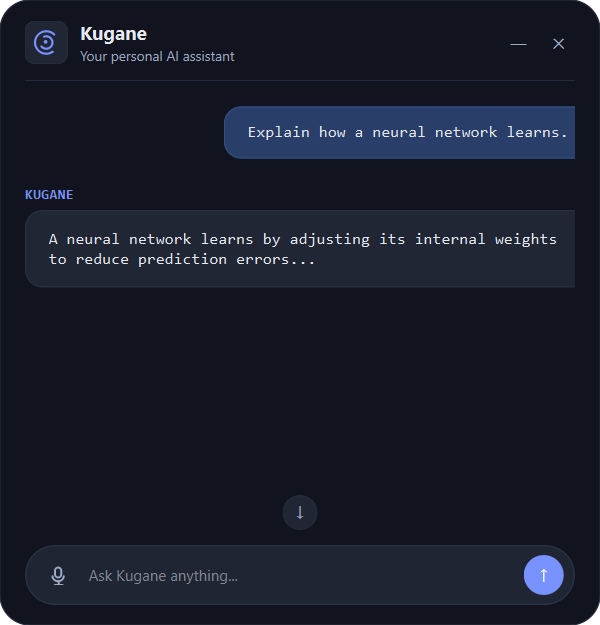 Kugane
Your personal AI assistant
Explain how a neural network learns.
KUGANE
A neural network learns by adjusting its internal weights
to reduce prediction errors...
Ask Kugane anything...